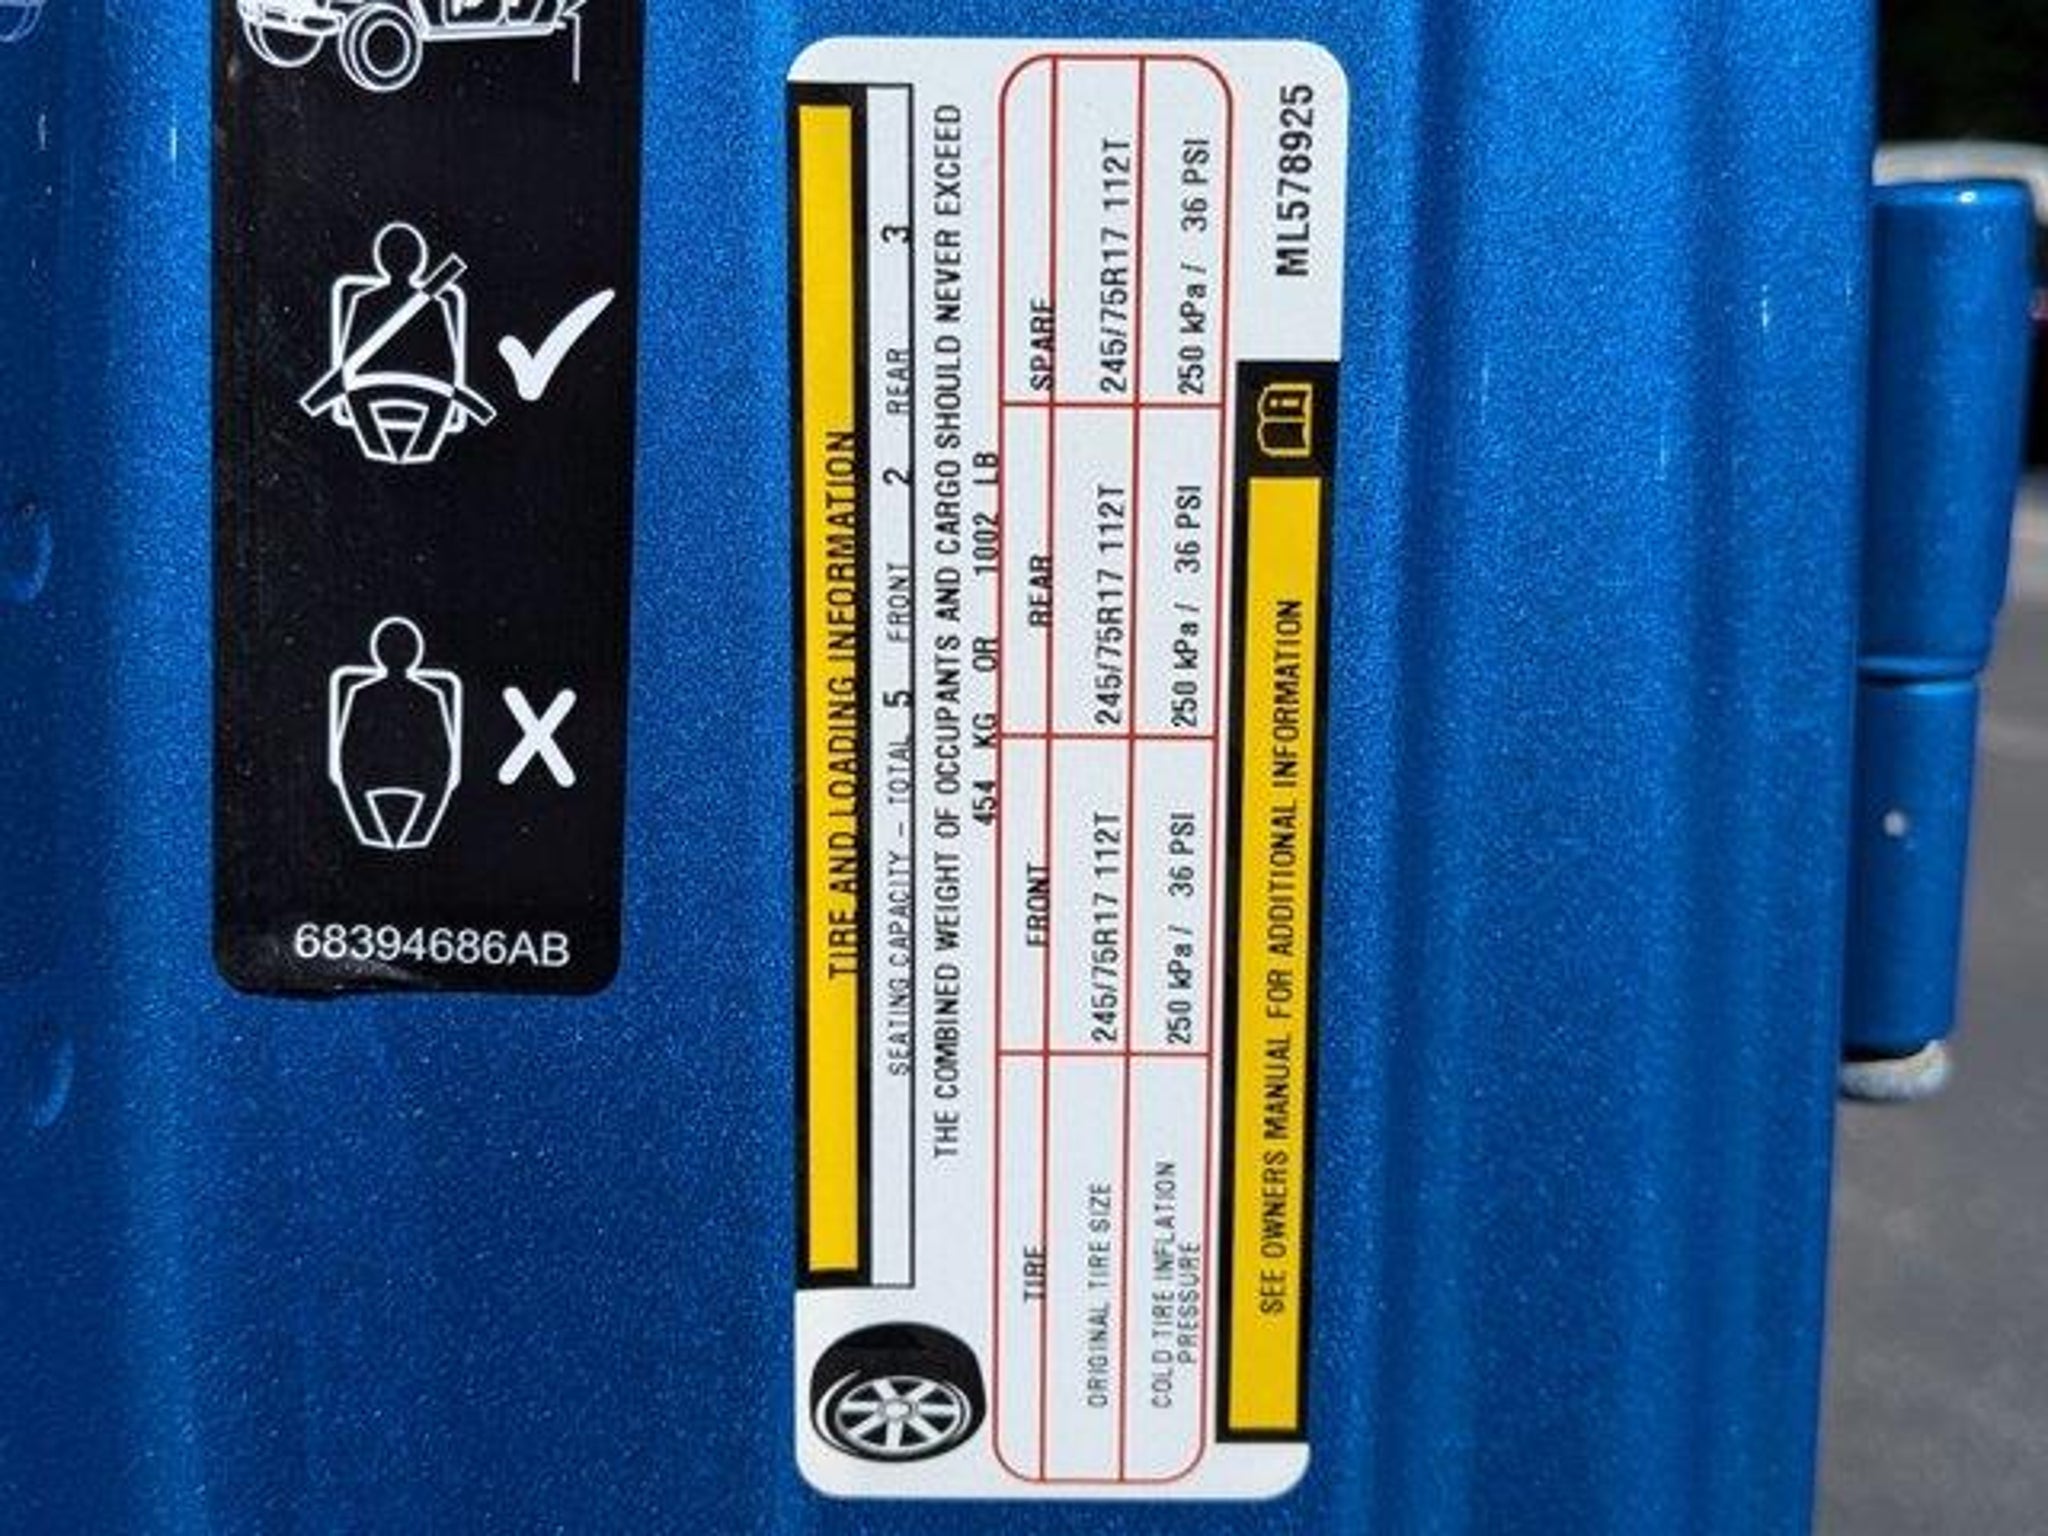 68394686AB
TIRE AND LOADING INFORMATION
SEATING CAPACITY - TOTAL 5 FRONT 2 REAR 3
THE COMBINED WEIGHT OF OCCUPANTS AND CARGO SHOULD NEVER EXCEED
454 KG OR 1002 LB
TIRE FRONT REAR SPARE
ORIGINAL TIRE SIZE 245/75R17 112T 245/75R17 112T 245/75R17 112T
COLD TIRE INFLATION
PRESSURE 250 kPa / 36 PSI 250 kPa / 36 PSI 250 kPa / 36 PSI
SEE OWNERS MANUAL FOR ADDITIONAL INFORMATION
ML578925